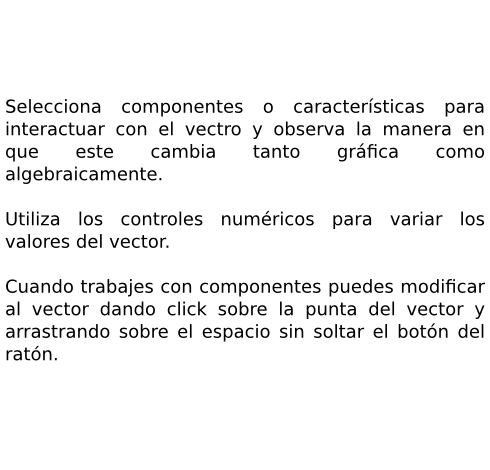 Selecciona componentes o características para
interactuar con el vectro y observa la manera en
que este cambia tanto gráfica como
algebraicamente.
Utiliza los controles numéricos para variar los
valores del vector.
Cuando trabajes con componentes puedes modificar
al vector dando click sobre la punta del vector y
arrastrando sobre el espacio sin soltar el botón del
ratón.